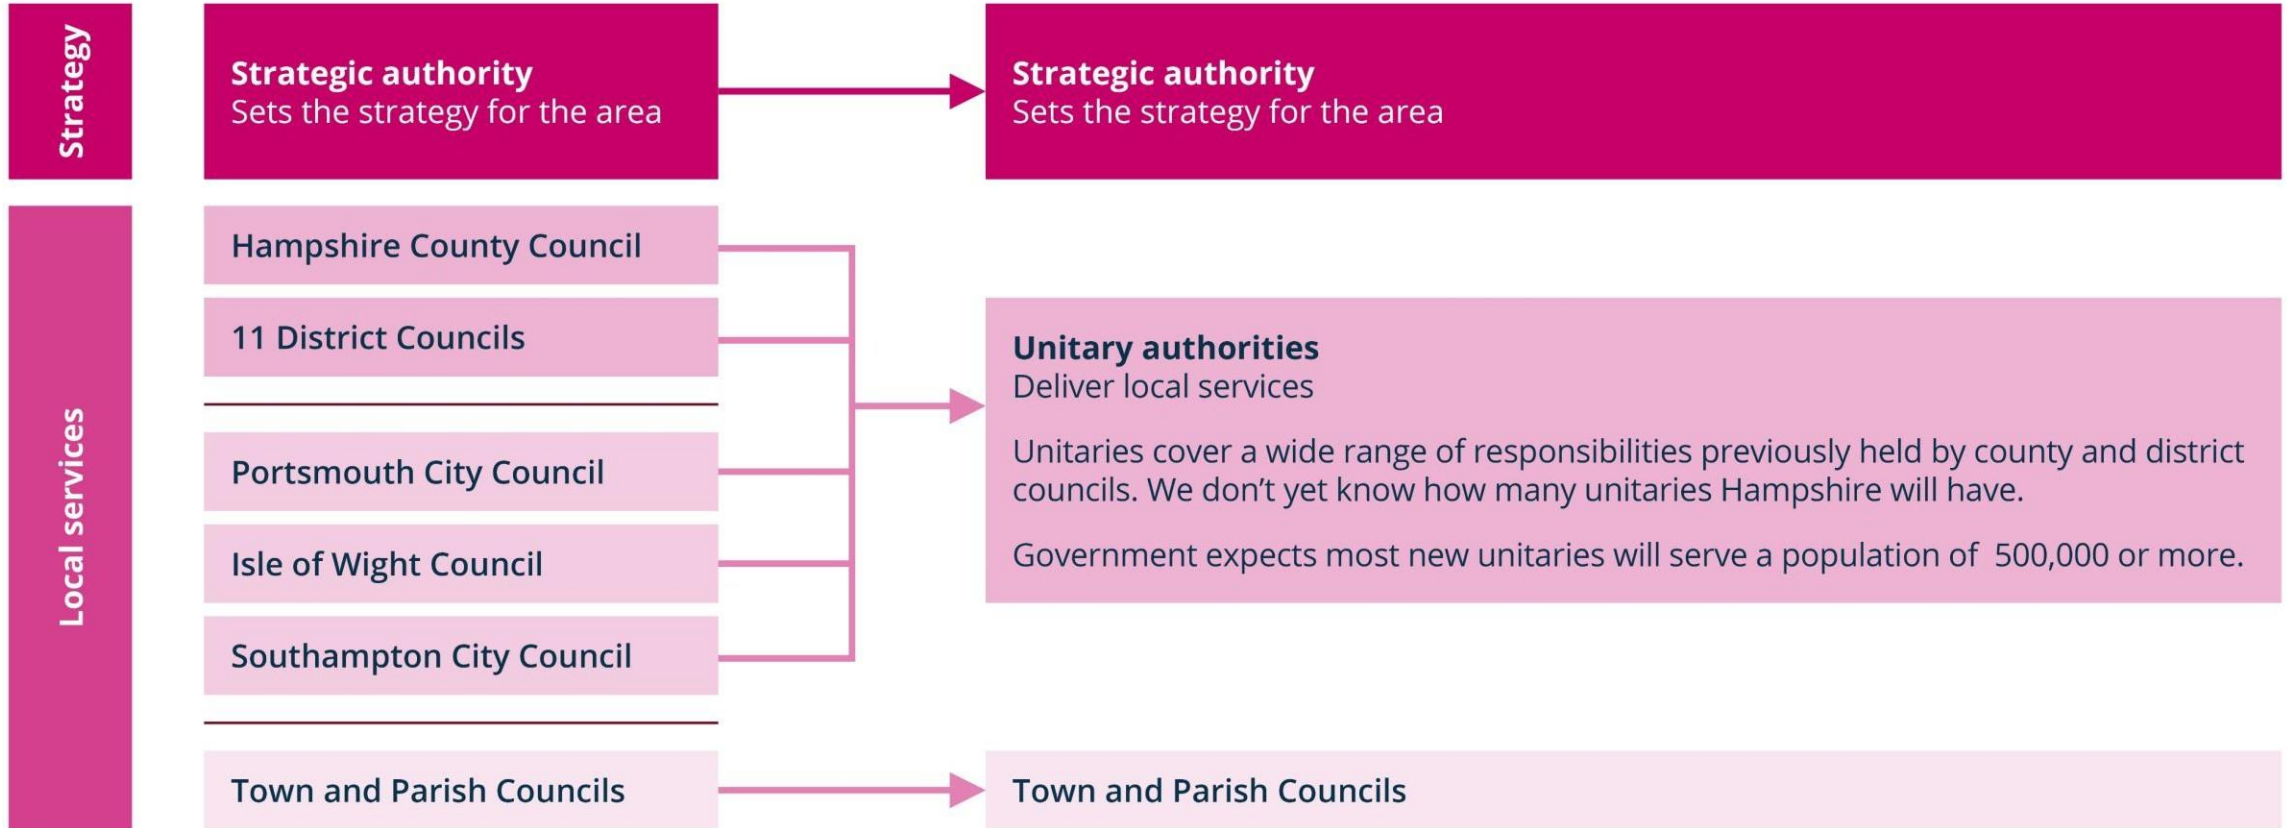 Strategy
Strategic authority
Sets the strategy for the area
Strategic authority
Sets the strategy for the area
Local services
Hampshire County Council
11 District Councils
Portsmouth City Council
Isle of Wight Council
Southampton City Council
Unitary authorities
Deliver local services
Unitaries cover a wide range of responsibilities previously held by county and district
councils. We don’t yet know how many unitaries Hampshire will have.
Government expects most new unitaries will serve a population of  500,000 or more.
Town and Parish Councils
Town and Parish Councils